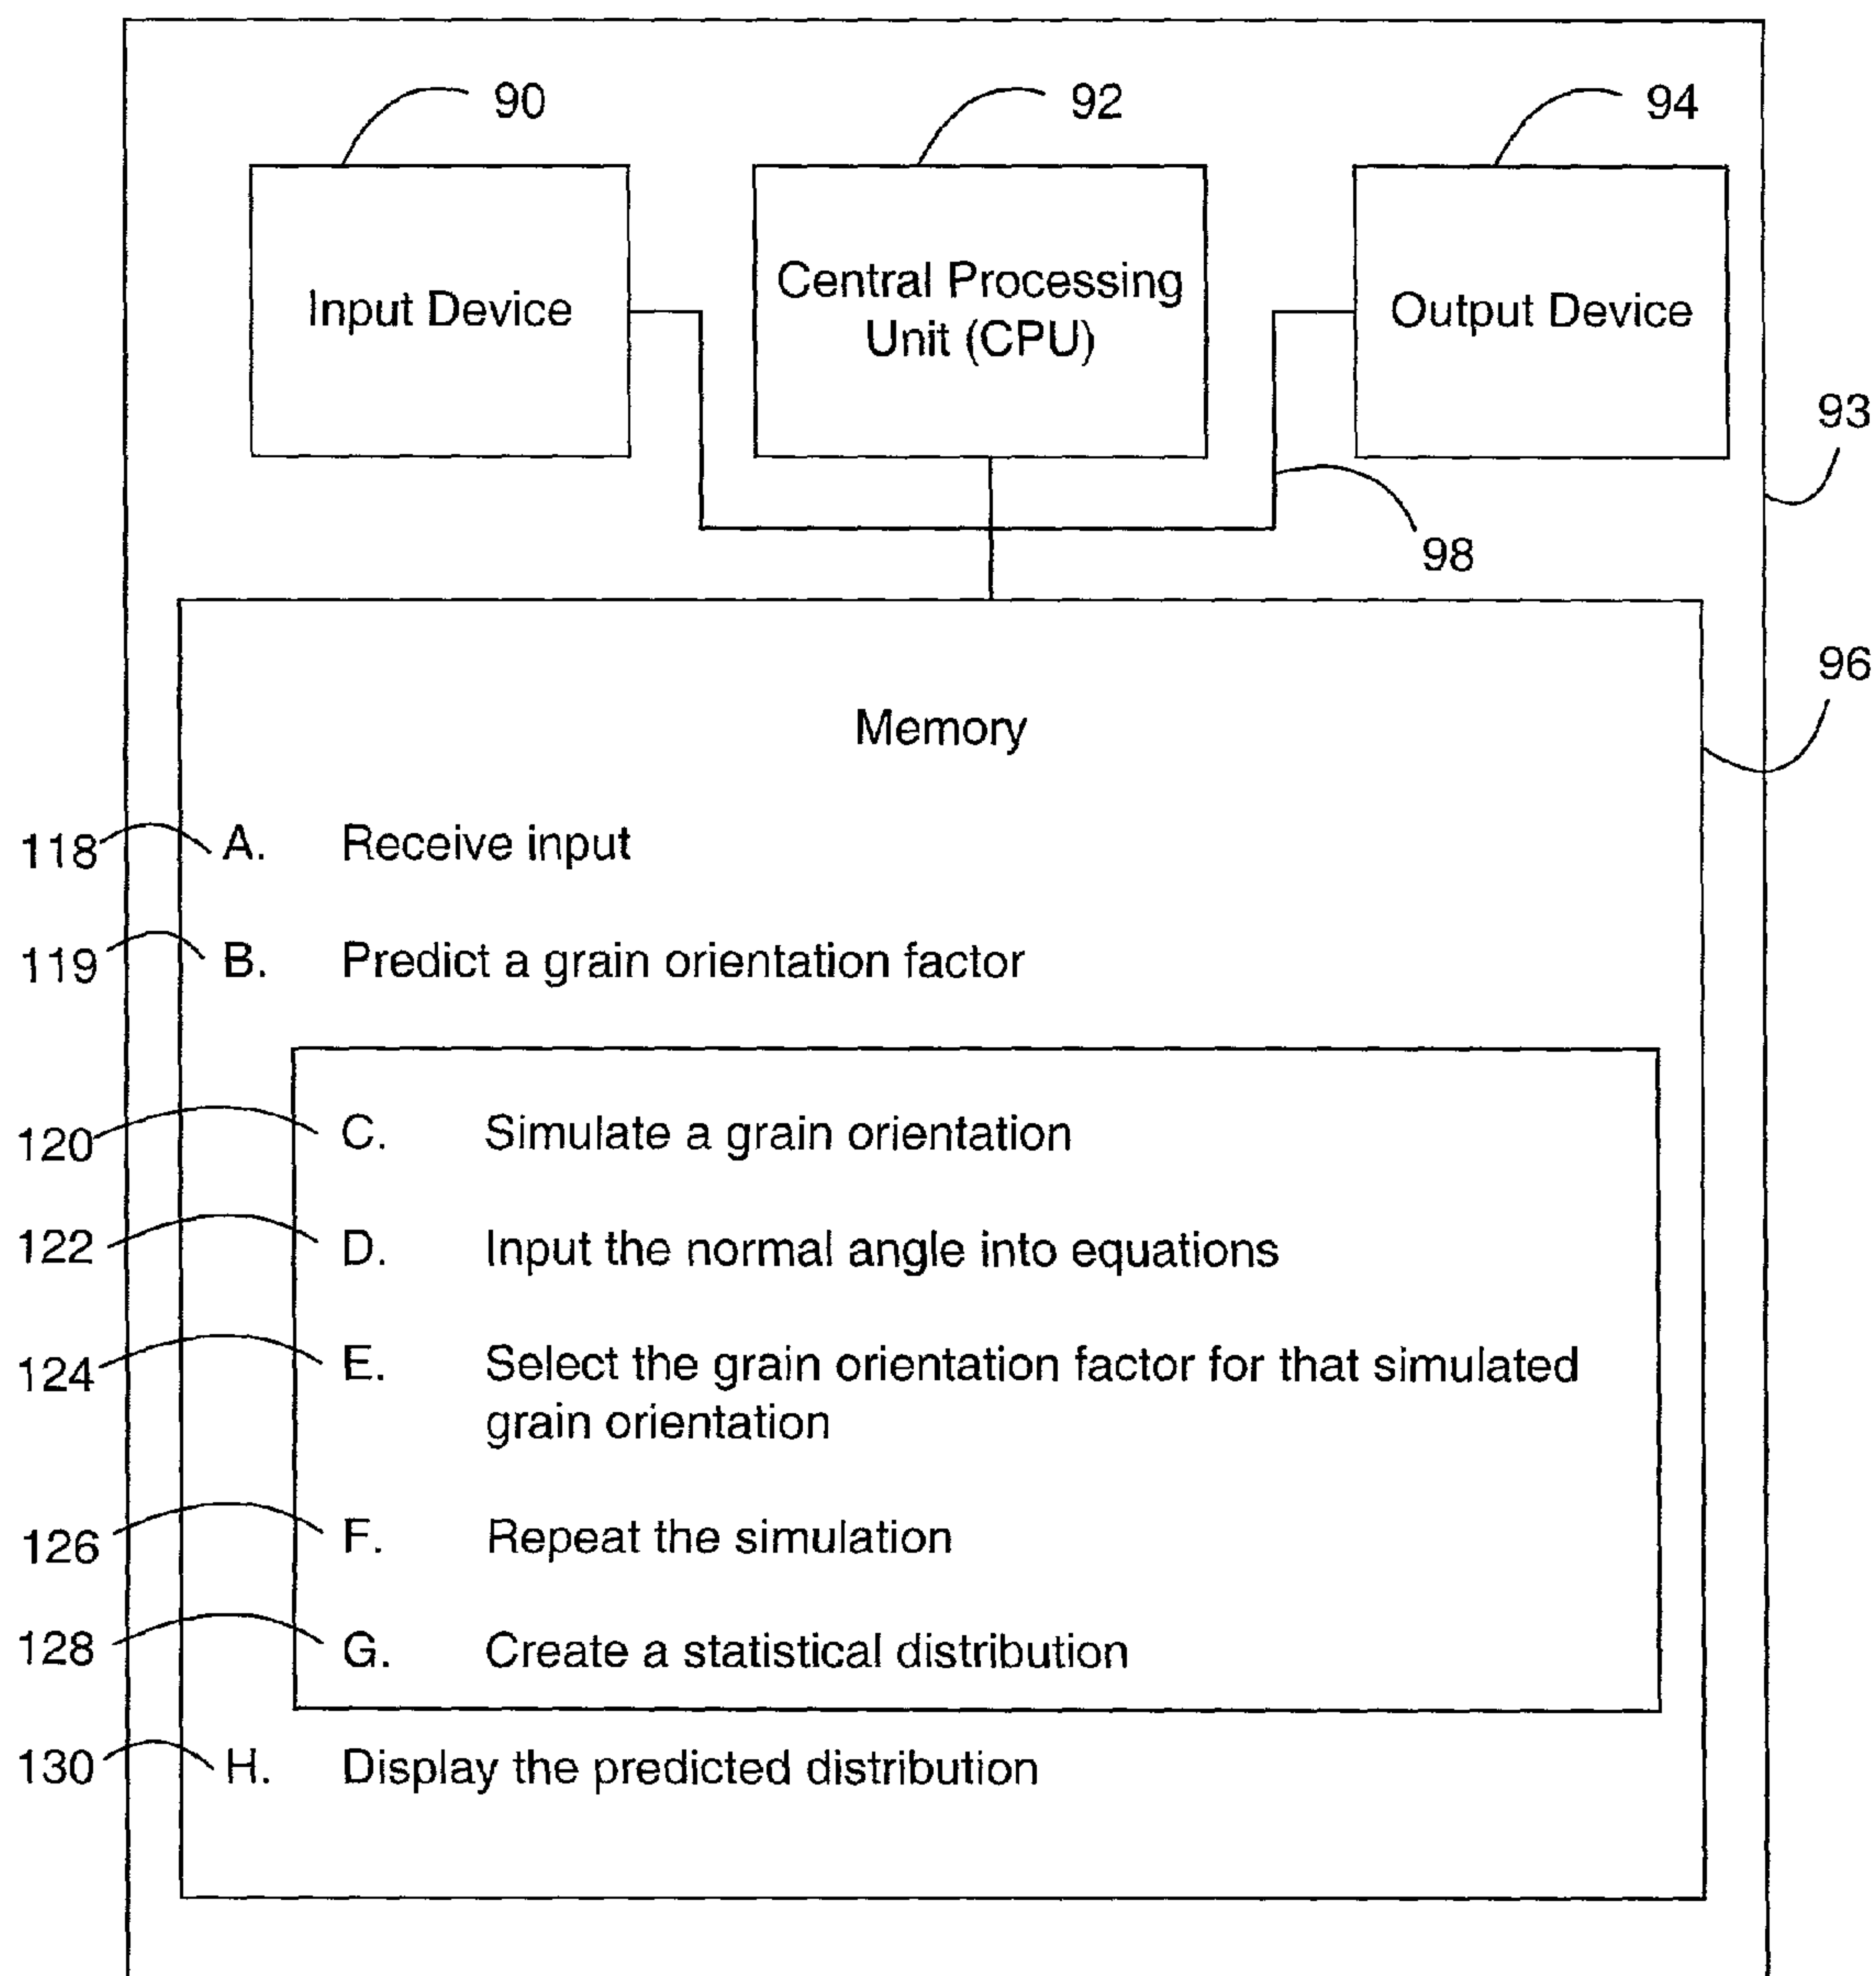 90
92
94
Input Device
Central Processing
Unit (CPU)
Output Device
93
98
96
Memory
118 A. Receive input
119 B. Predict a grain orientation factor
120 C. Simulate a grain orientation
122 D. Input the normal angle into equations
124 E. Select the grain orientation factor for that simulated
grain orientation
126 F. Repeat the simulation
128 G. Create a statistical distribution
130 H. Display the predicted distribution